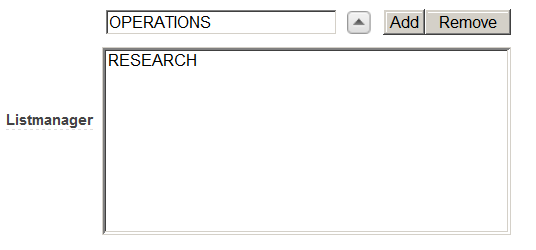 OPERATIONS Add Remove
RESEARCH
Listmanager